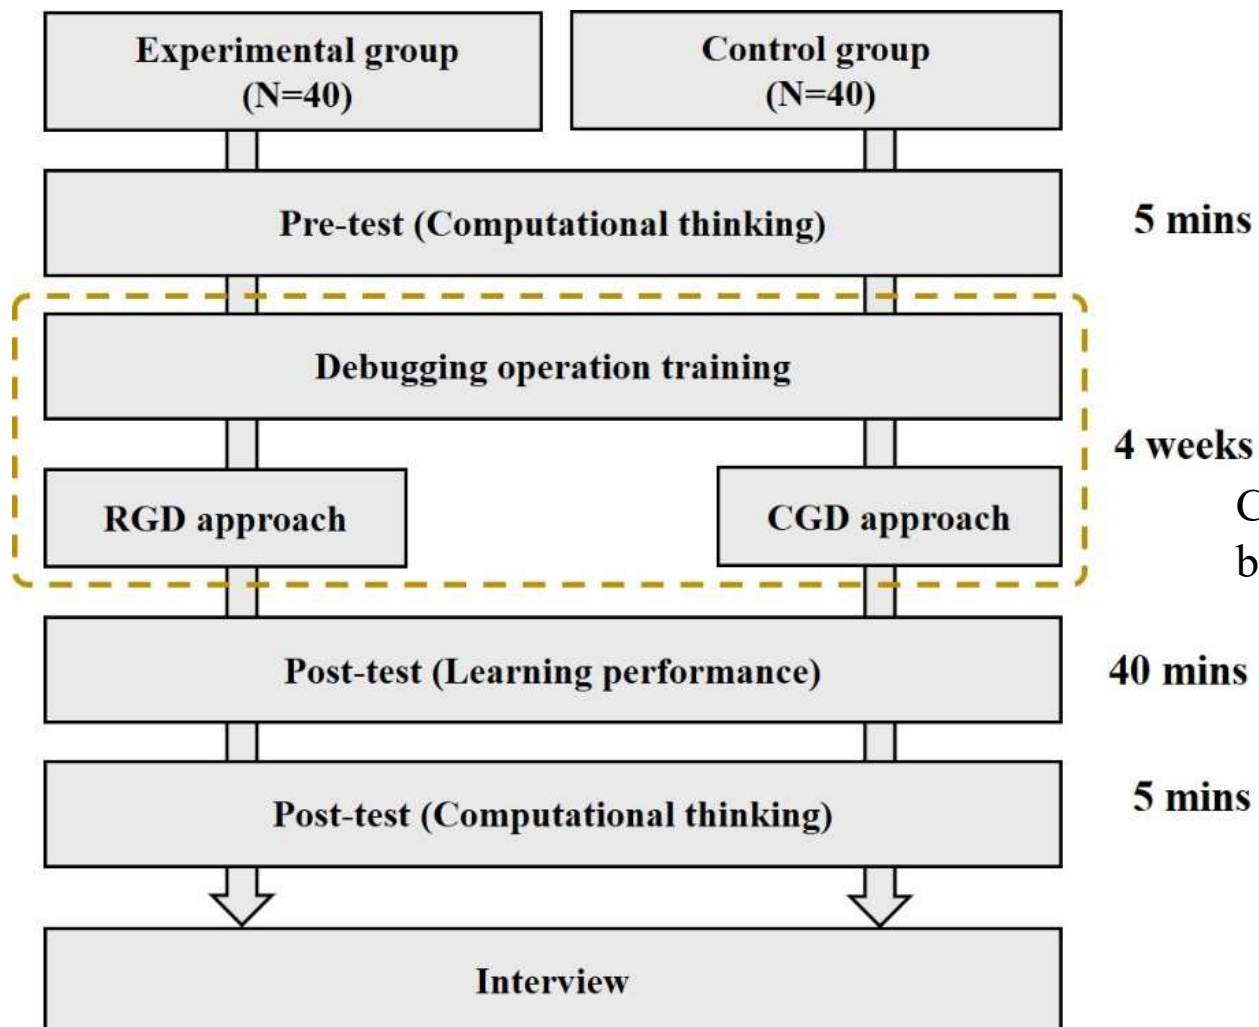 Experimental group
(N=40)
Control group
(N=40)
Pre-test (Computational thinking)
5 mins
Debugging operation training
4 weeks
RGD approach
CGD approach
C
b
Post-test (Learning performance)
40 mins
Post-test (Computational thinking)
5 mins
Interview